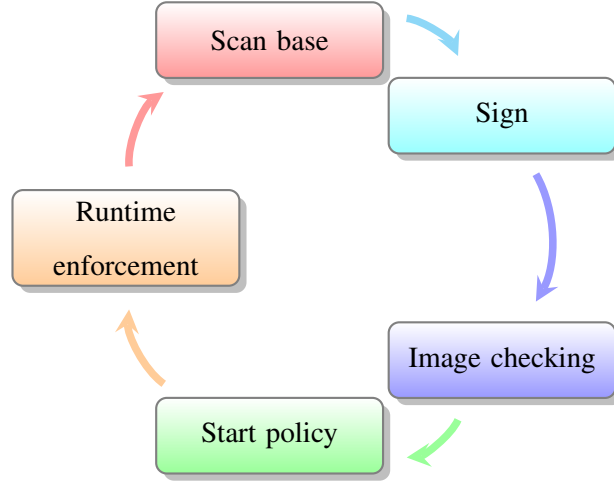 Scan base
Sign
Image checking
Start policy
Runtime
enforcement